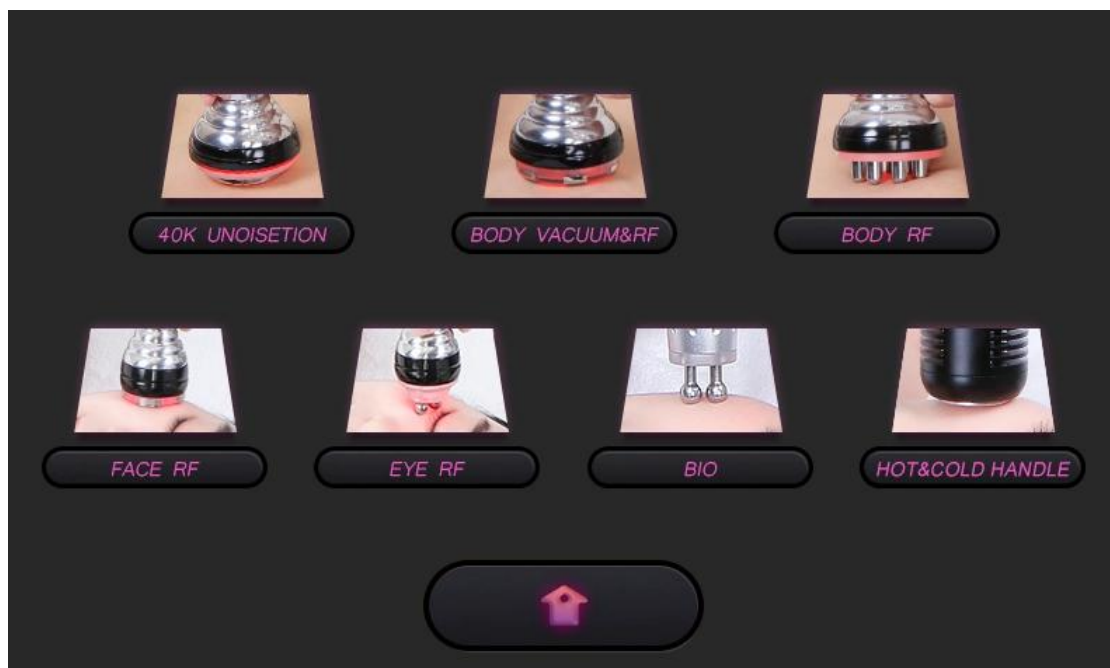 40K UNOISETION
BODY VACUUM&RF
BODY RF
FACE RF
EYE RF
BIO
HOT&COLD HANDLE